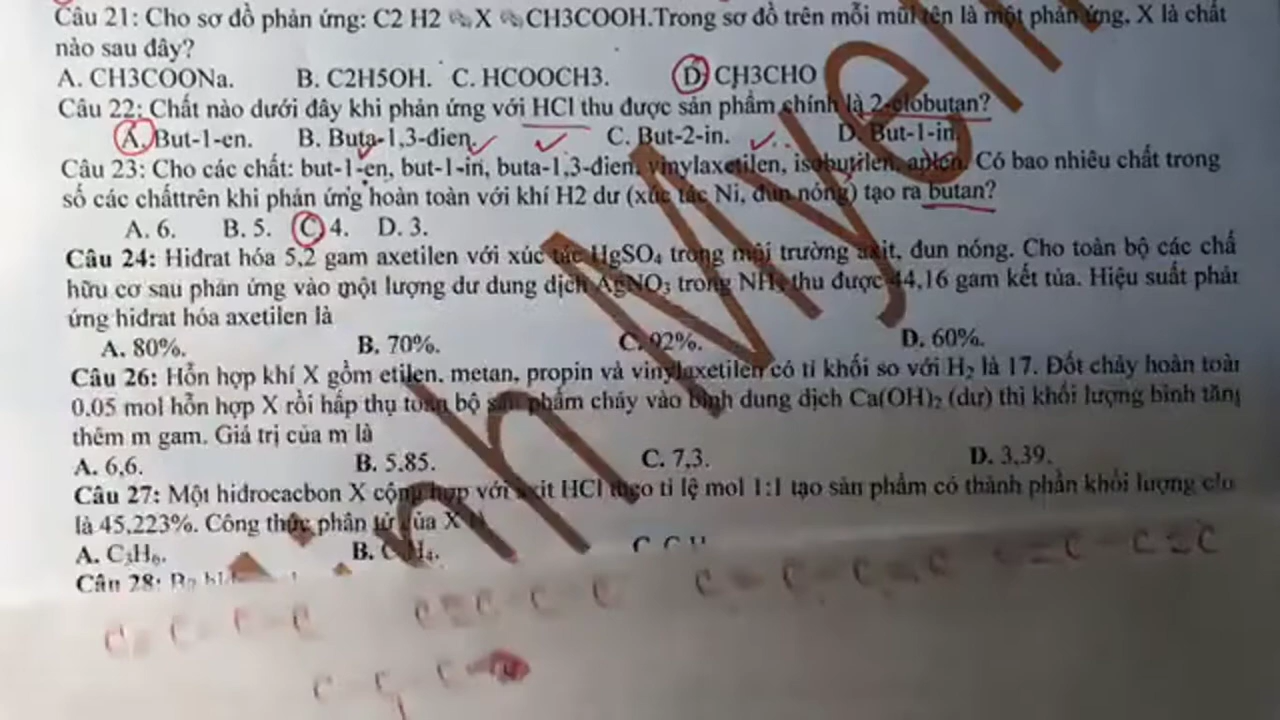 Câu 21: Cho sơ đồ phản ứng: C2 H2 X CH3COOH.Trong sơ đồ trên mỗi mũi tên là một phản ứng, X là chất
nào sau đây?
A. CH3COONa. B. C2H5OH. C. HCOOCH3. D. CH3CHO
Câu 22: Chất nào dưới đây khi phản ứng với HCl thu được sản phẩm chính là 2-clobutan?
A. But-1-en. B. Buta-1,3-đien. C. But-2-in. D. But-1-in.
Câu 23: Cho các chất: but-1-en, but-1-in, buta-1,3-đien, vinylaxetilen, isobutilen, anlen. Có bao nhiêu chất trong
số các chấttrên khi phản ứng hoàn toàn với khí H2 dư (xúc tác Ni, đun nóng) tạo ra butan?
A. 6. B. 5. C. 4. D. 3.
Câu 24: Hiđrat hóa 5,2 gam axetilen với xúc tác HgSO₄ trong môi trường axit, đun nóng. Cho toàn bộ các chấ
hữu cơ sau phản ứng vào một lượng dư dung dịch AgNO₃ trong NH₃ thu được 44,16 gam kết tủa. Hiệu suất phản
ứng hiđrat hóa axetilen là
A. 80%. B. 70%. C. 92%. D. 60%.
Câu 26: Hỗn hợp khí X gồm etilen, metan, propin và vinylaxetilen có tỉ khối so với H₂ là 17. Đốt cháy hoàn toàn
0,05 mol hỗn hợp X rồi hấp thụ toàn bộ sản phẩm cháy vào bình dung dịch Ca(OH)₂ (dư) thì khối lượng bình tăng
thêm m gam. Giá trị của m là
A. 6,6. B. 5,85. C. 7,3. D. 3,39.
Câu 27: Một hiđrocacbon X cộng hợp với axit HCl theo tỉ lệ mol 1:1 tạo sản phẩm có thành phần khối lượng clo
là 45,223%. Công thức phân tử của X
A. C₃H₆. B. H₄.
Câu 28:
C = C - C - C C≡C - C - C C = C - C = C C = C - C ≡ C
C - C - C